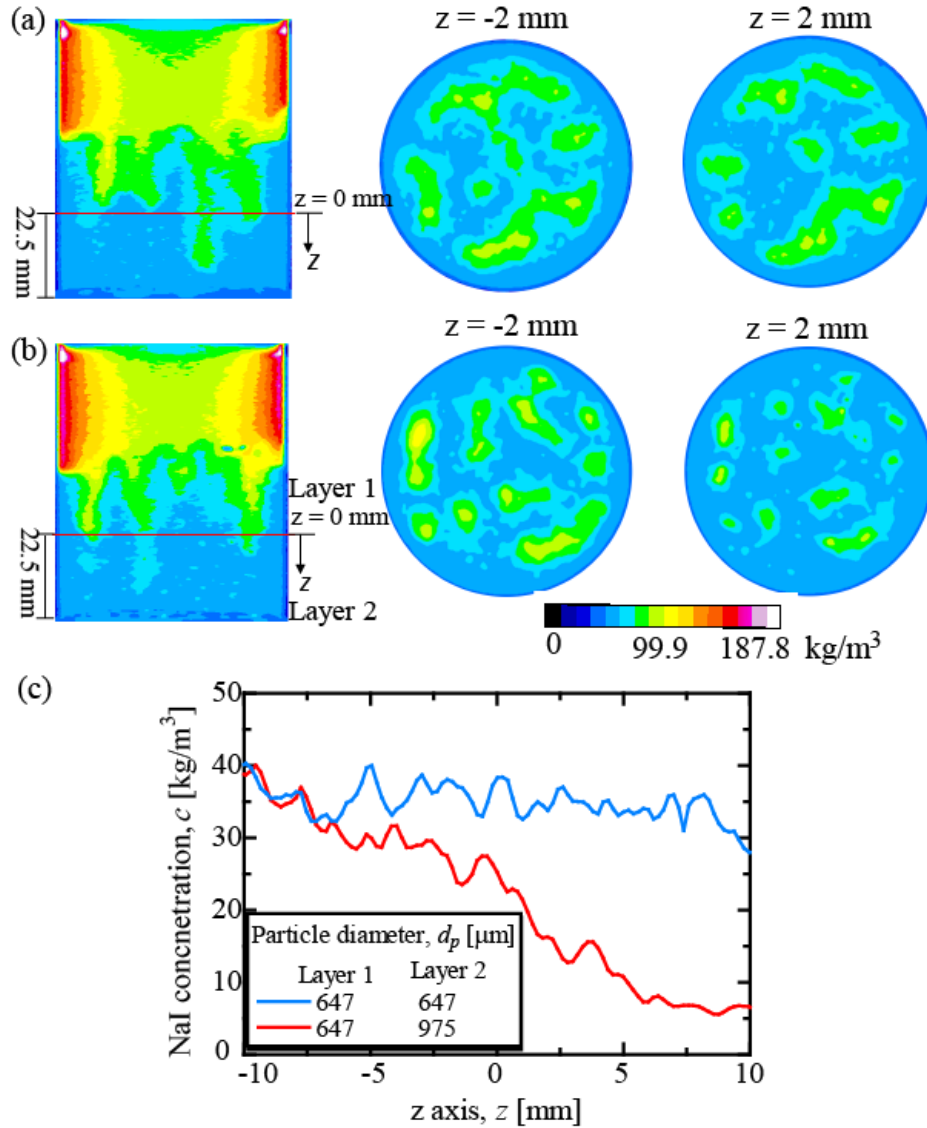 (a)
z = -2 mm
z = 2 mm
22.5 mm
z = 0 mm
z
(b)
z = -2 mm
z = 2 mm
22.5 mm
Layer 1
z = 0 mm
z
Layer 2
0 99.9 187.8 kg/m³
(c)
NaI concnetration, c [kg/m³]
50
40
30
20
10
0
Particle diameter, dₚ [µm]
Layer 1 Layer 2
647 647
647 975
-10 -5 0 5 10
z axis, z [mm]